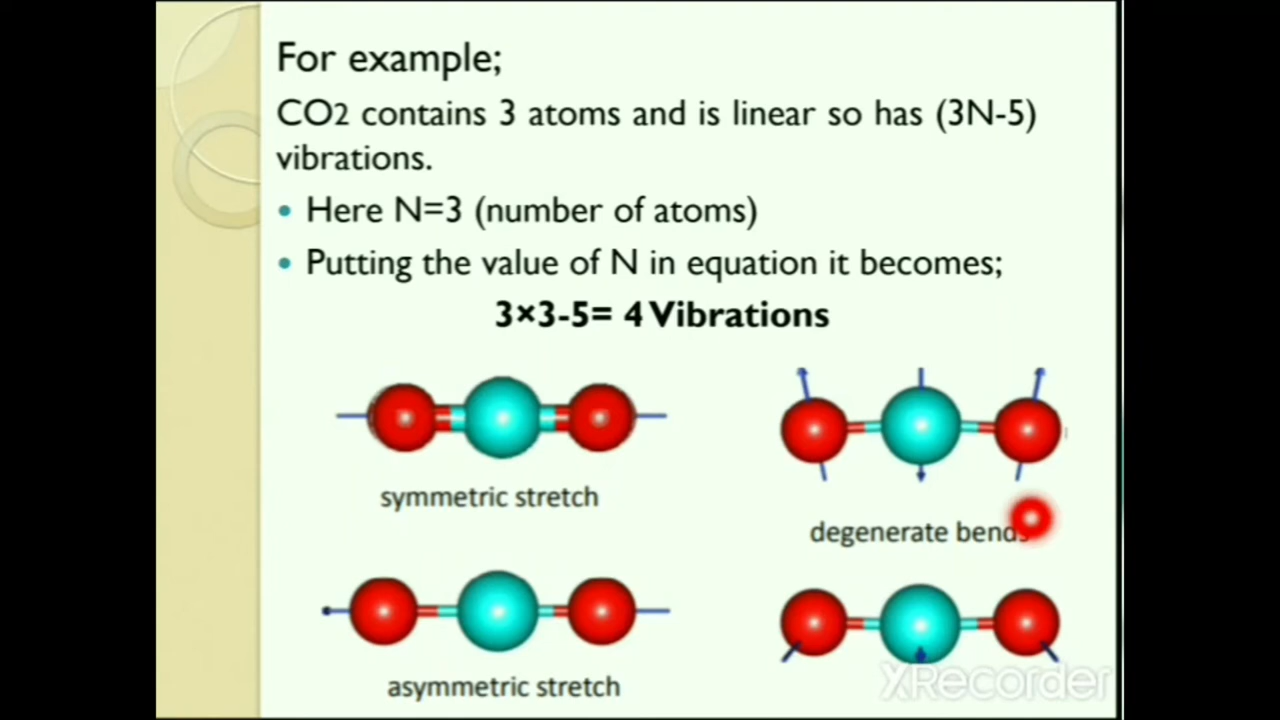 For example;
CO2 contains 3 atoms and is linear so has (3N-5)
vibrations.
• Here N=3 (number of atoms)
• Putting the value of N in equation it becomes;
3×3-5= 4 Vibrations
symmetric stretch
degenerate bends
asymmetric stretch
XRecorder